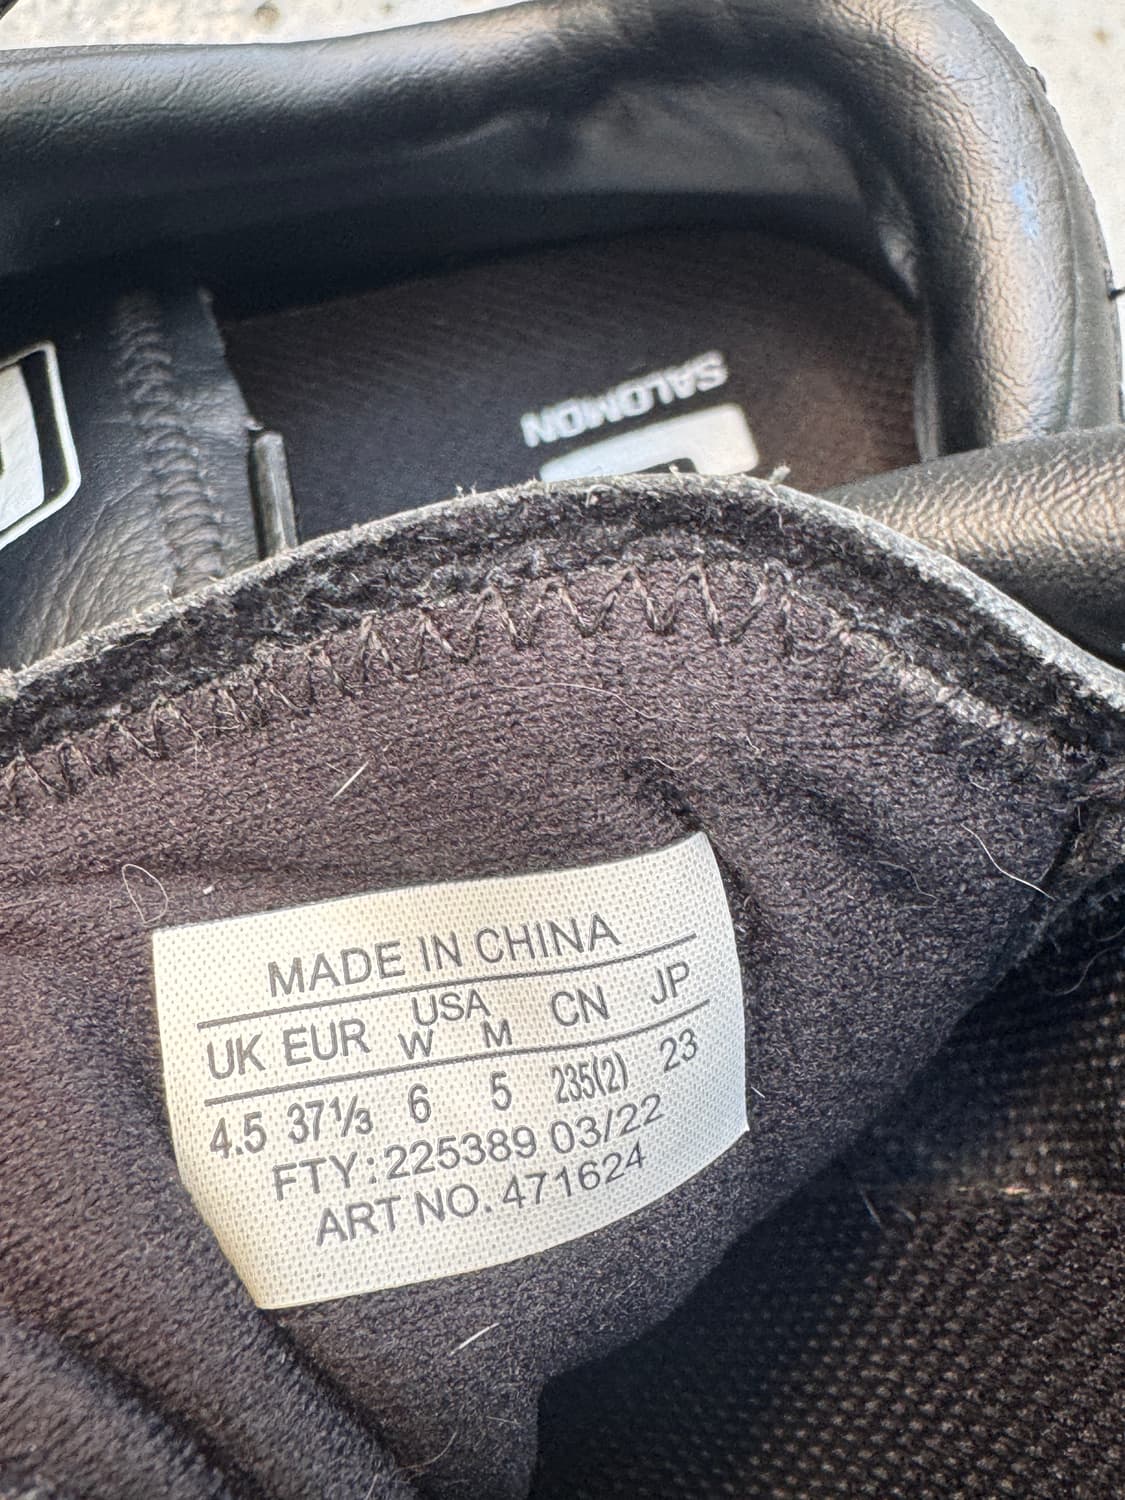 SALOMON
MADE IN CHINA
UK EUR USA CN JP
W M
4.5 37⅓ 6 5 235(2) 23
FTY:225389 03/22
ART NO. 471624